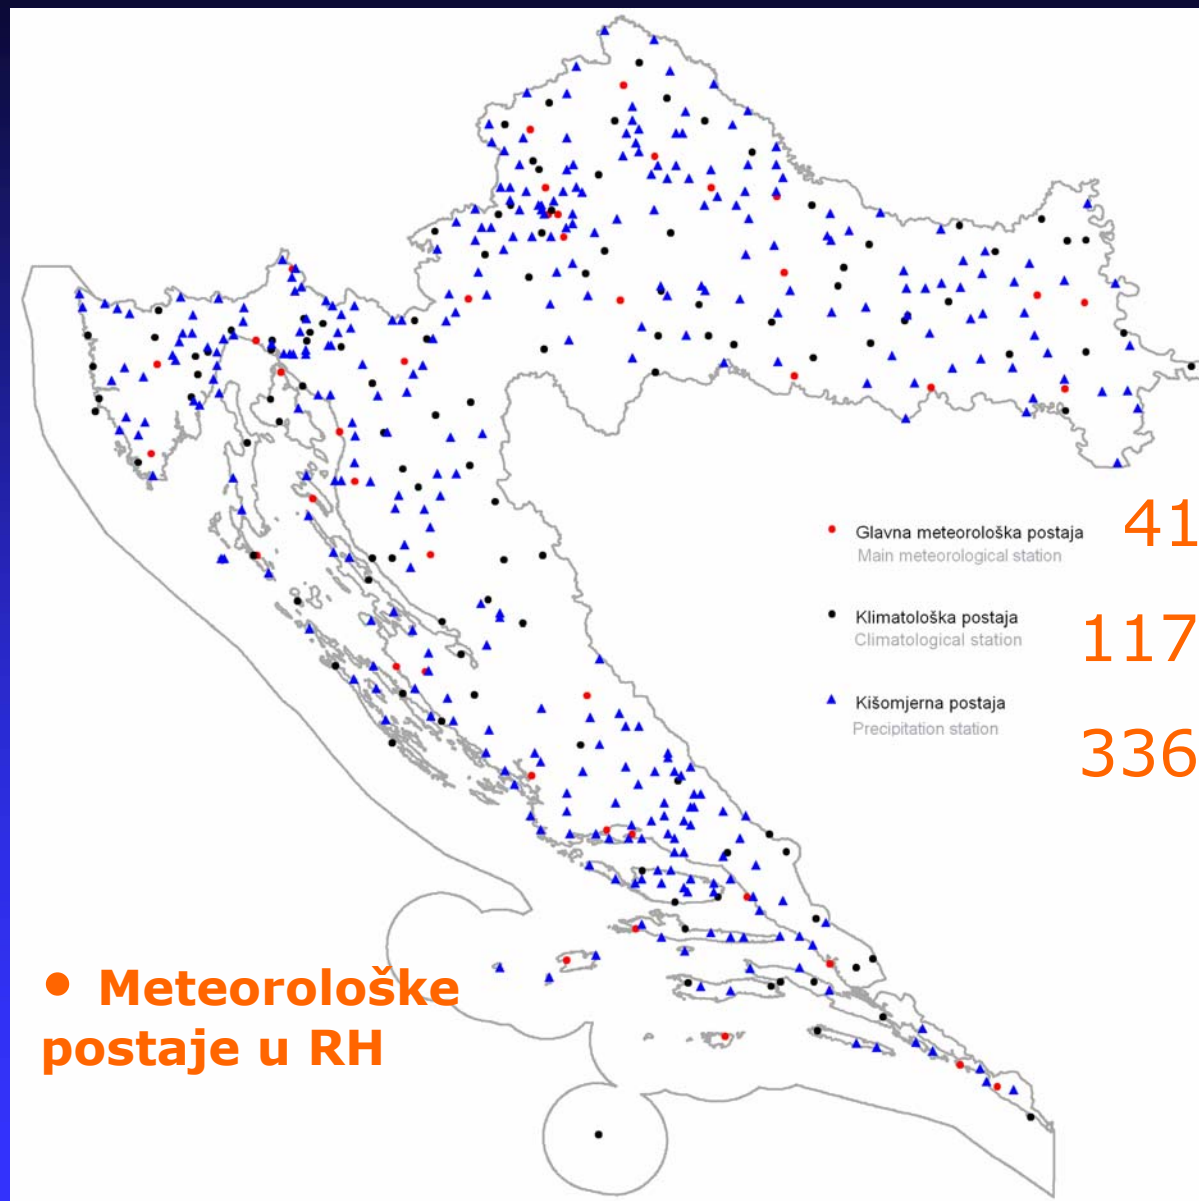 Glavna meteorološka postaja 41
Main meteorological station
Klimatološka postaja 117
Climatological station
Kišomjerna postaja
Precipitation station
336
• Meteorološke
postaje u RH